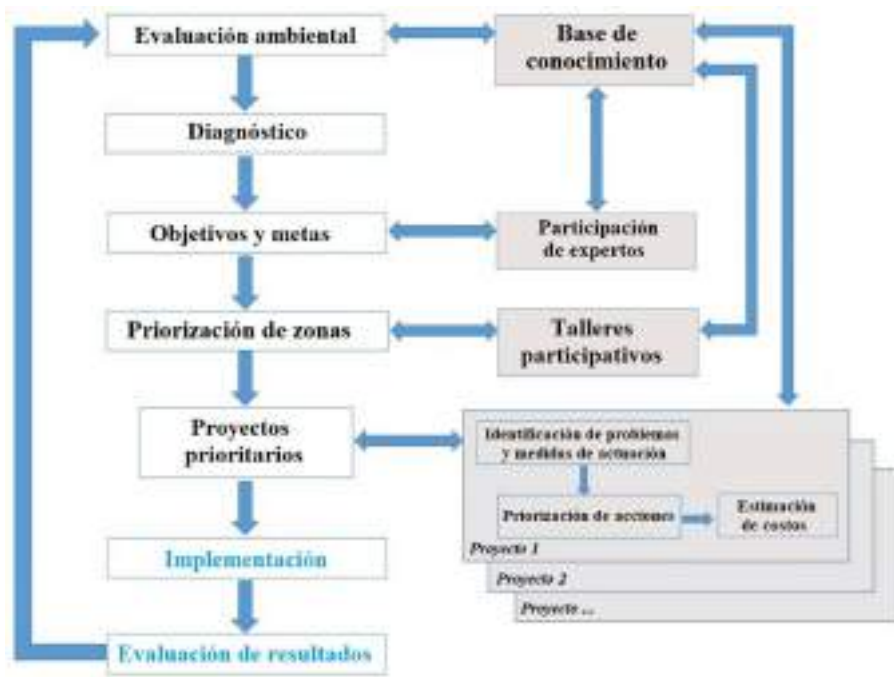 Evaluación ambiental
Base de
conocimiento
Diagnóstico
Objetivos y metas
Participación
de expertos
Priorización de zonas
Talleres
participativos
Proyectos
prioritarios
Identificación de problemas
y medidas de actuación
Priorización de acciones
Estimación
de costos
Proyecto 1
Implementación
Proyecto 2
Proyecto ...
Evaluación de resultados